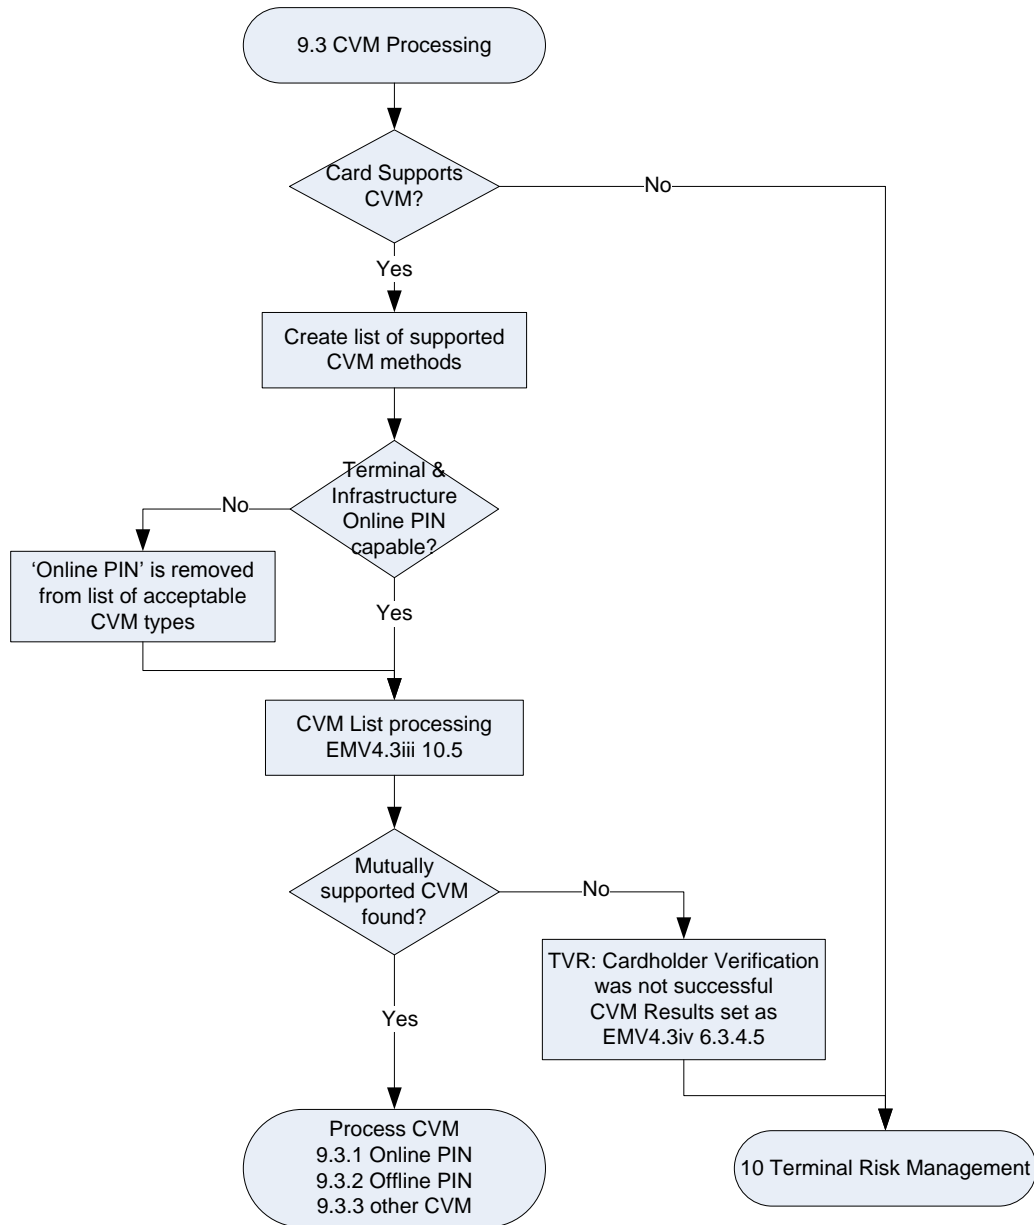 9.3 CVM Processing
Card Supports
CVM?
No
Yes
Create list of supported
CVM methods
Terminal &
Infrastructure
Online PIN
capable?
No
‘Online PIN’ is removed
from list of acceptable
CVM types
Yes
CVM List processing
EMV4.3iii 10.5
Mutually
supported CVM
found?
No
TVR: Cardholder Verification
was not successful
CVM Results set as
EMV4.3iv 6.3.4.5
Yes
Process CVM
9.3.1 Online PIN
9.3.2 Offline PIN
9.3.3 other CVM
10 Terminal Risk Management